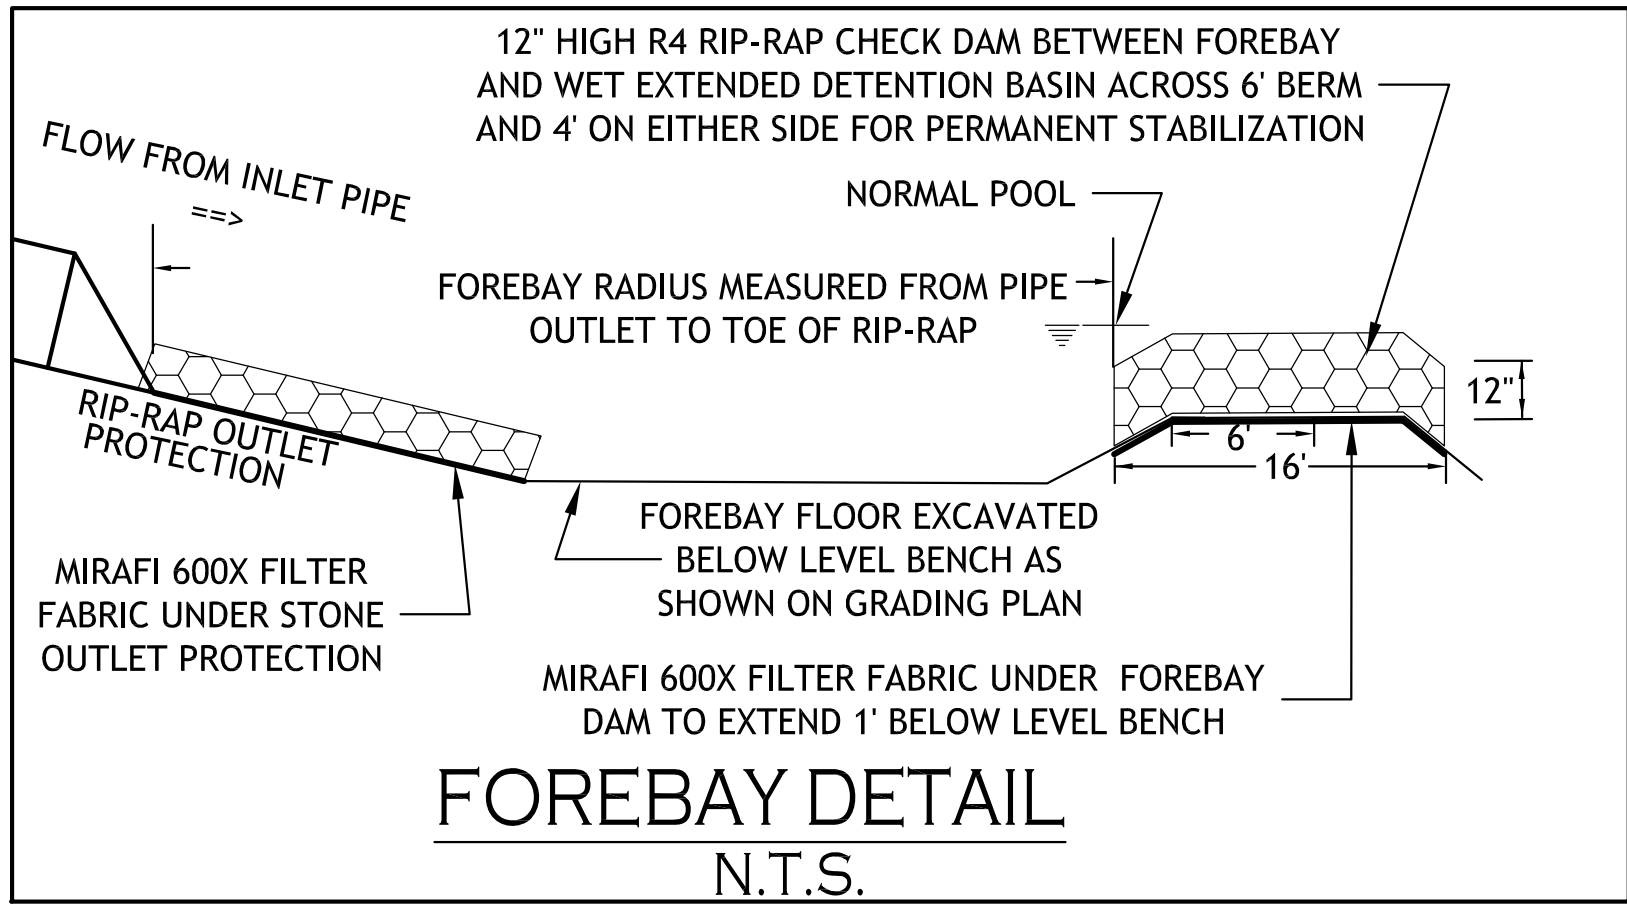 12" HIGH R4 RIP-RAP CHECK DAM BETWEEN FOREBAY
AND WET EXTENDED DETENTION BASIN ACROSS 6' BERM
AND 4' ON EITHER SIDE FOR PERMANENT STABILIZATION
FLOW FROM INLET PIPE
==>
NORMAL POOL
FOREBAY RADIUS MEASURED FROM PIPE
OUTLET TO TOE OF RIP-RAP
12"
RIP-RAP OUTLET
PROTECTION
6'
16'
FOREBAY FLOOR EXCAVATED
BELOW LEVEL BENCH AS
SHOWN ON GRADING PLAN
MIRAFI 600X FILTER
FABRIC UNDER STONE
OUTLET PROTECTION
MIRAFI 600X FILTER FABRIC UNDER FOREBAY
DAM TO EXTEND 1' BELOW LEVEL BENCH
FOREBAY DETAIL
N.T.S.